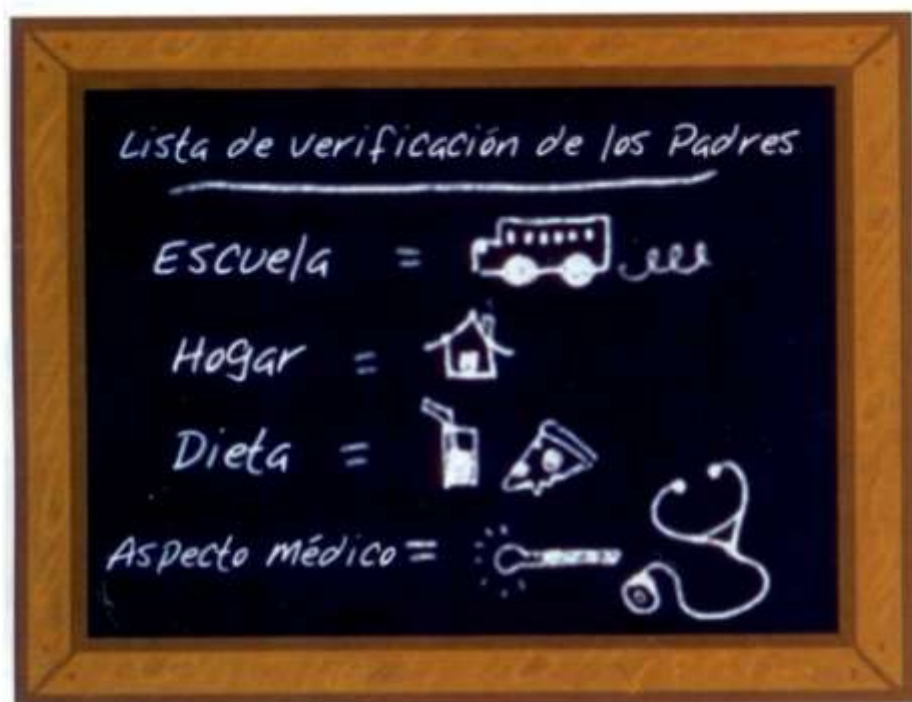 Lista de verificación de los Padres
Escuela =
Hogar =
Dieta =
Aspecto médico =